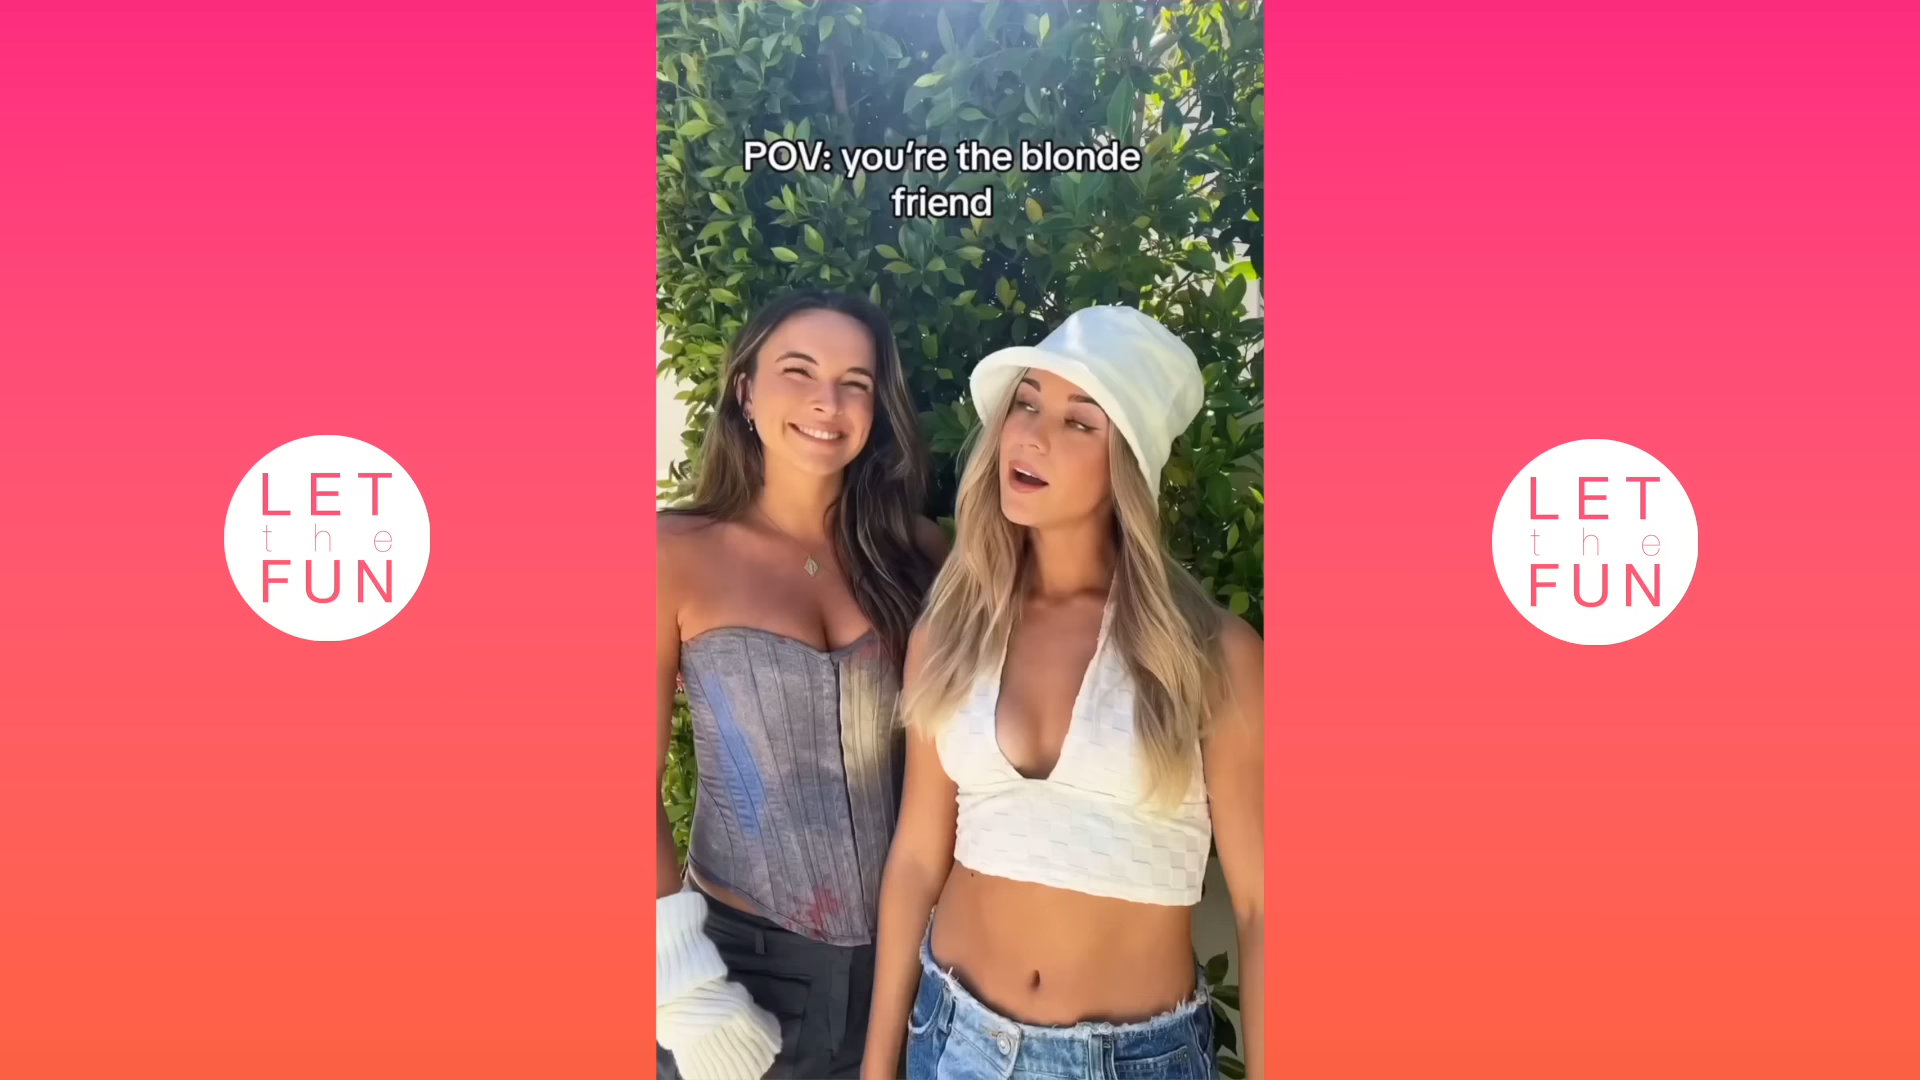 POV: you’re the blonde
friend
LET
the
FUN
LET
the
FUN